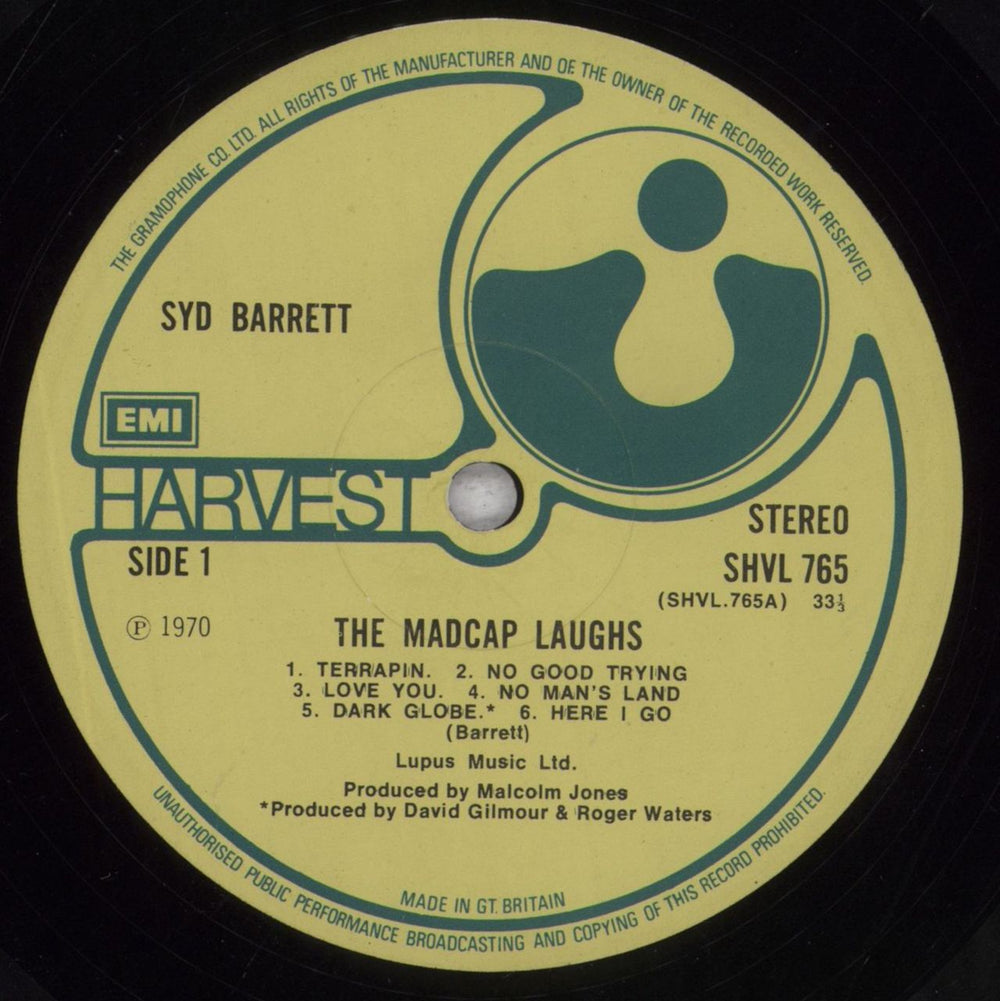 THE GRAMOPHONE CO. LTD. ALL RIGHTS OF THE MANUFACTURER AND OF THE OWNER OF THE RECORDED WORK RESERVED.
SYD BARRETT
EMI
HARVEST
STEREO
SIDE 1
SHVL 765
(SHVL.765A) 33⅓
Ⓟ 1970
THE MADCAP LAUGHS
1. TERRAPIN. 2. NO GOOD TRYING
3. LOVE YOU. 4. NO MAN'S LAND
5. DARK GLOBE.* 6. HERE I GO
(Barrett)
Lupus Music Ltd.
Produced by Malcolm Jones
*Produced by David Gilmour & Roger Waters
MADE IN GT. BRITAIN
UNAUTHORISED PUBLIC PERFORMANCE BROADCASTING AND COPYING OF THIS RECORD PROHIBITED.